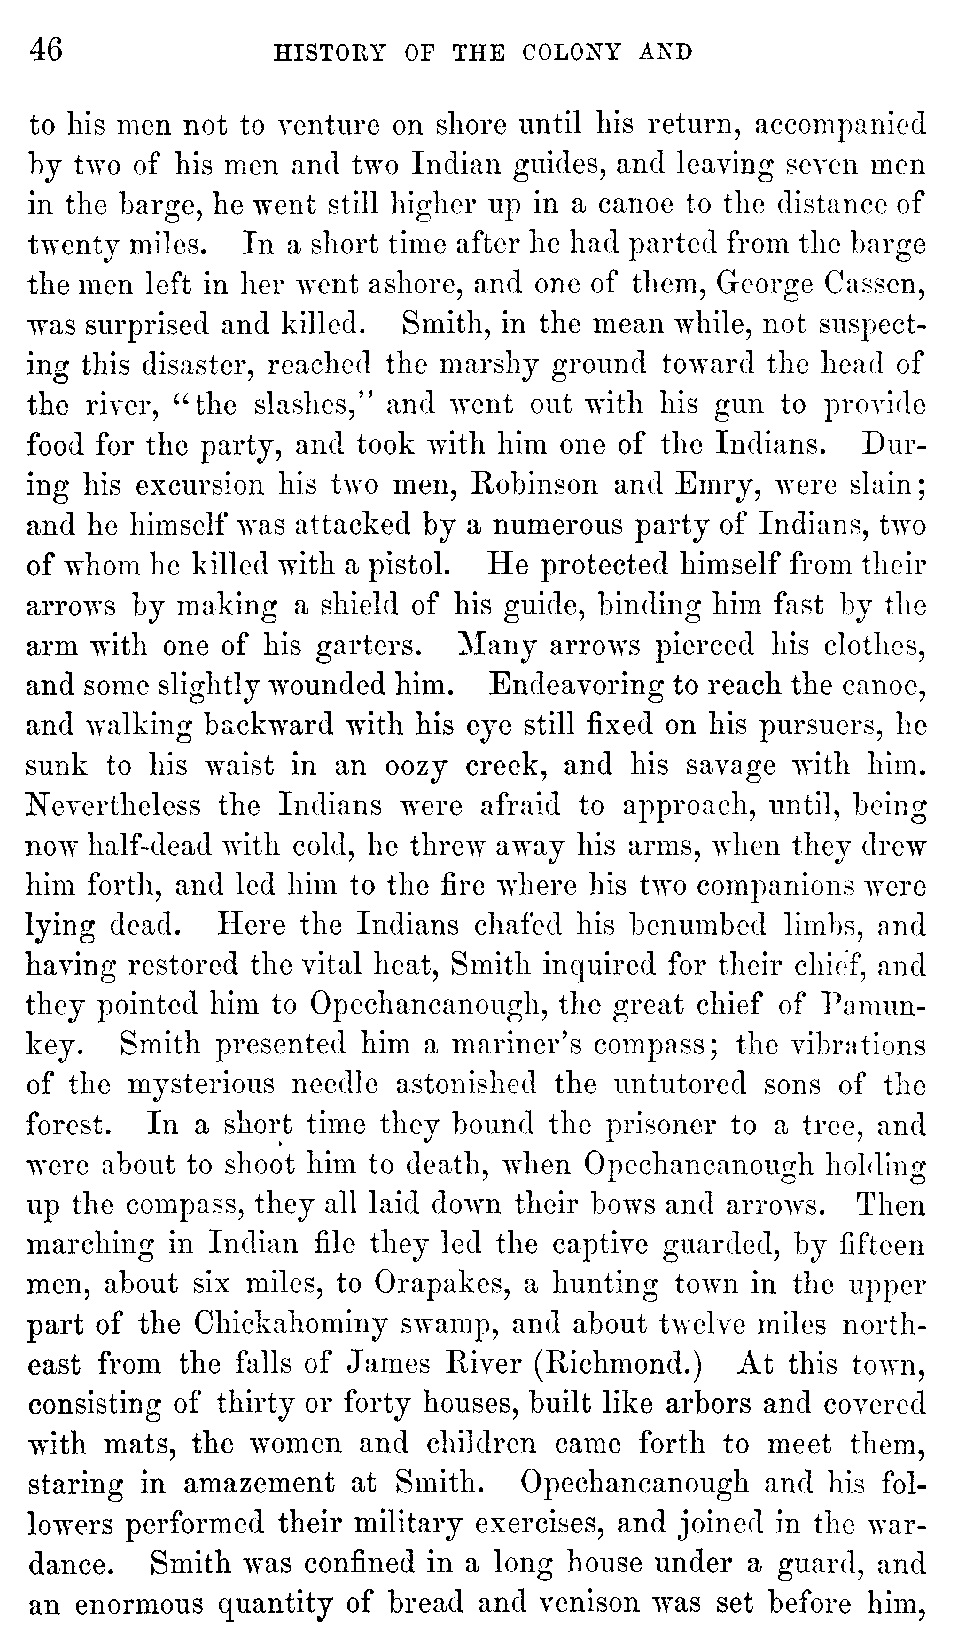 46 HISTORY OF THE COLONY AND
to his men not to venture on shore until his return, accompanied
by two of his men and two Indian guides, and leaving seven men
in the barge, he went still higher up in a canoe to the distance of
twenty miles. In a short time after he had parted from the barge
the men left in her went ashore, and one of them, George Cassen,
was surprised and killed. Smith, in the mean while, not suspect-
ing this disaster, reached the marshy ground toward the head of
the river, "the slashes," and went out with his gun to provide
food for the party, and took with him one of the Indians. Dur-
ing his excursion his two men, Robinson and Emry, were slain;
and he himself was attacked by a numerous party of Indians, two
of whom he killed with a pistol. He protected himself from their
arrows by making a shield of his guide, binding him fast by the
arm with one of his garters. Many arrows pierced his clothes,
and some slightly wounded him. Endeavoring to reach the canoe,
and walking backward with his eye still fixed on his pursuers, he
sunk to his waist in an oozy creek, and his savage with him.
Nevertheless the Indians were afraid to approach, until, being
now half-dead with cold, he threw away his arms, when they drew
him forth, and led him to the fire where his two companions were
lying dead. Here the Indians chafed his benumbed limbs, and
having restored the vital heat, Smith inquired for their chief, and
they pointed him to Opechancanough, the great chief of Pamun-
key. Smith presented him a mariner's compass; the vibrations
of the mysterious needle astonished the untutored sons of the
forest. In a short time they bound the prisoner to a tree, and
were about to shoot him to death, when Opechancanough holding
up the compass, they all laid down their bows and arrows. Then
marching in Indian file they led the captive guarded, by fifteen
men, about six miles, to Orapakes, a hunting town in the upper
part of the Chickahominy swamp, and about twelve miles north-
east from the falls of James River (Richmond.) At this town,
consisting of thirty or forty houses, built like arbors and covered
with mats, the women and children came forth to meet them,
staring in amazement at Smith. Opechancanough and his fol-
lowers performed their military exercises, and joined in the war-
dance. Smith was confined in a long house under a guard, and
an enormous quantity of bread and venison was set before him,